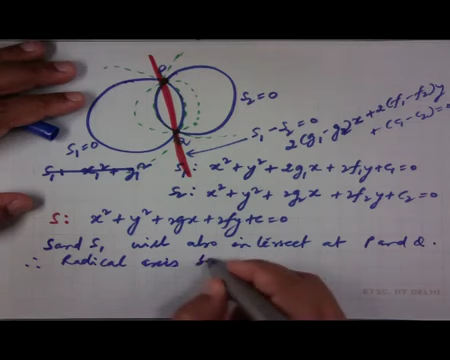 P
S₂=0
S₁=0
Q
S₁-S₂=0
2(g₁-g₂)x+2(f₁-f₂)y
+(c₁-c₂)=0
S₁: x²+y²+2g₁x+2f₁y+c₁=0
S₂: x²+y²+2g₂x+2f₂y+c₂=0
S: x²+y²+2gx+2fy+c=0
S and S₁ will also intersect at P and Q.
∴ Radical axis
ETSC, IIT DELHI